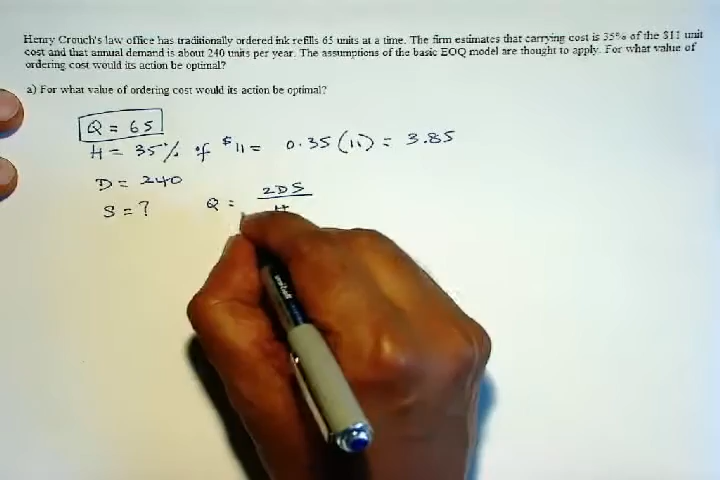 Henry Crouch's law office has traditionally ordered ink refills 65 units at a time. The firm estimates that carrying cost is 35% of the $11 unit
cost and that annual demand is about 240 units per year. The assumptions of the basic EOQ model are thought to apply. For what value of
ordering cost would its action be optimal?
a) For what value of ordering cost would its action be optimal?
Q = 65
H = 35% of $11 = 0.35 (11) = 3.85
D = 240
S = ? Q = 2DS
H